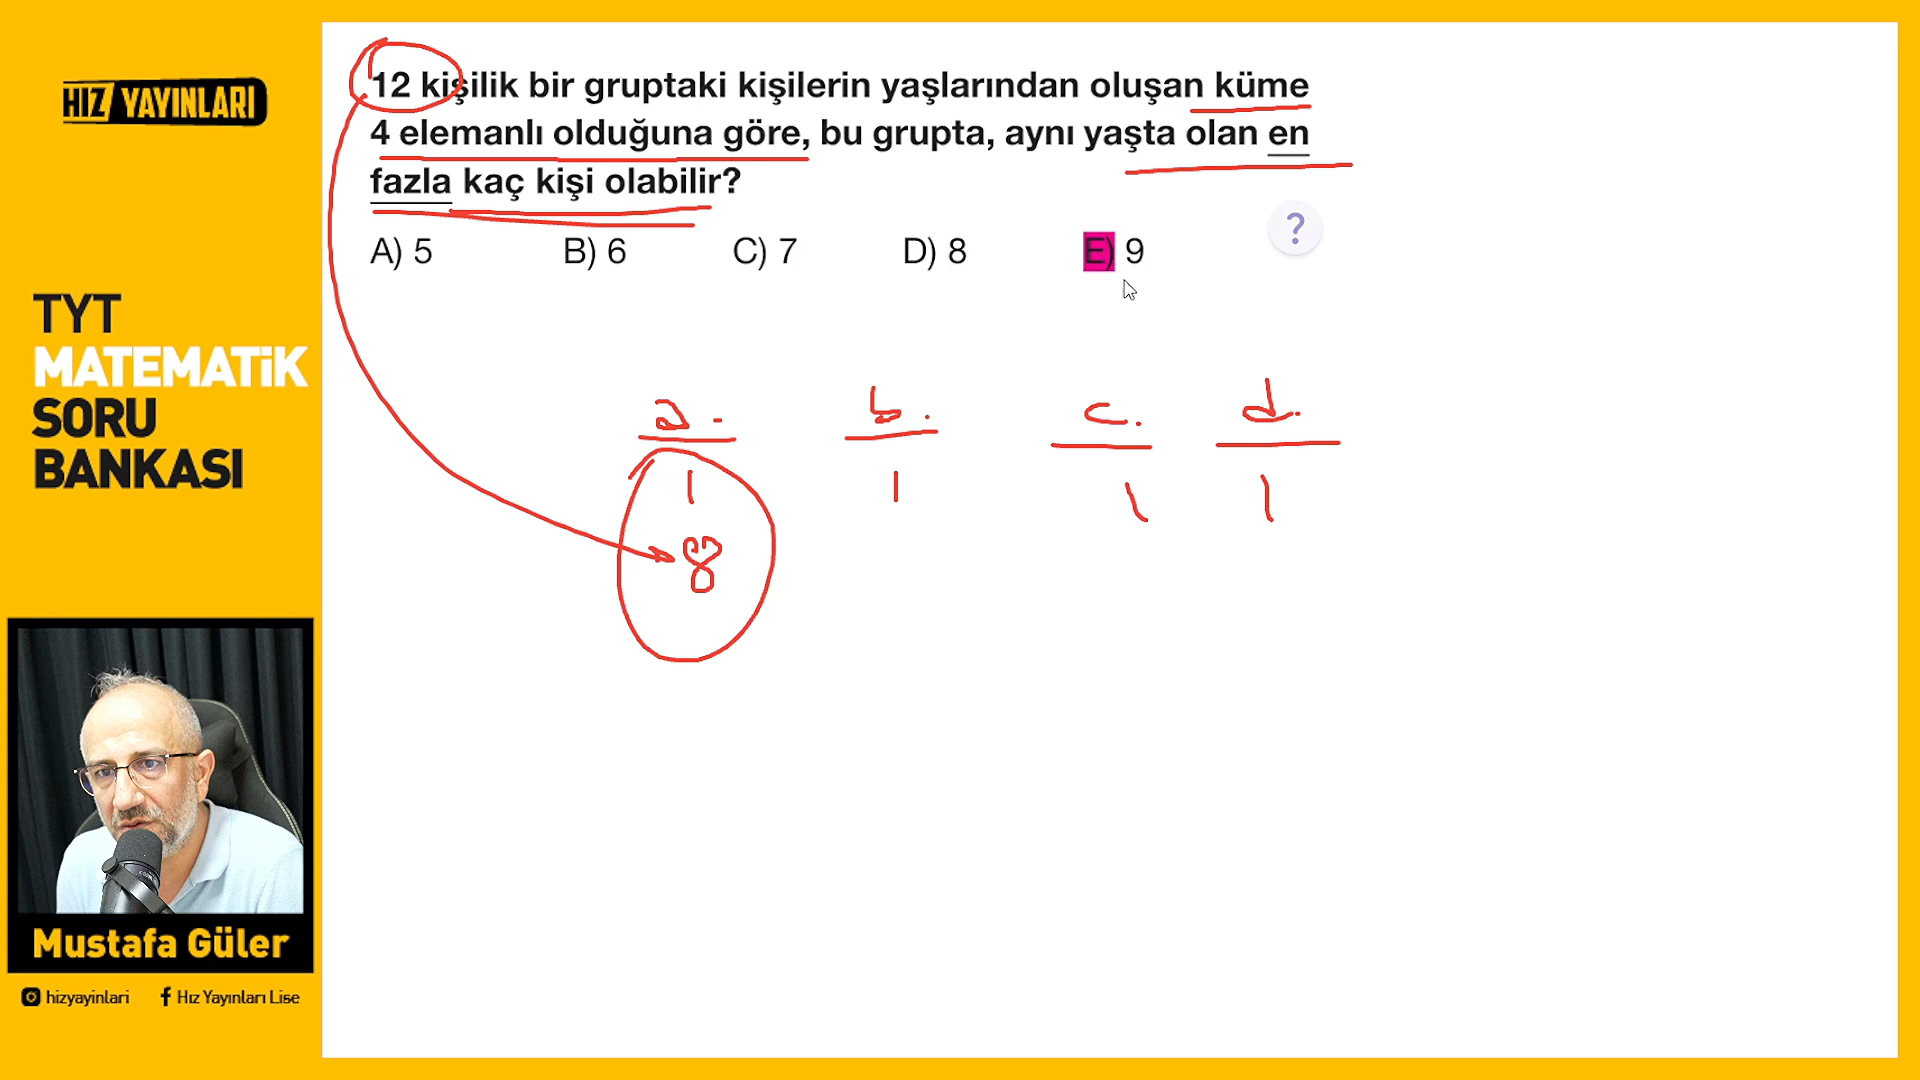 HIZ YAYINLARI
TYT
MATEMATİK
SORU
BANKASI
Mustafa Güler
hizyayinlari
Hız Yayınları Lise
12 kişilik bir gruptaki kişilerin yaşlarından oluşan küme
4 elemanlı olduğuna göre, bu grupta, aynı yaşta olan en
fazla kaç kişi olabilir?
A) 5 B) 6 C) 7 D) 8 E) 9
?
a. b. c. d.
1 1 1 1
8